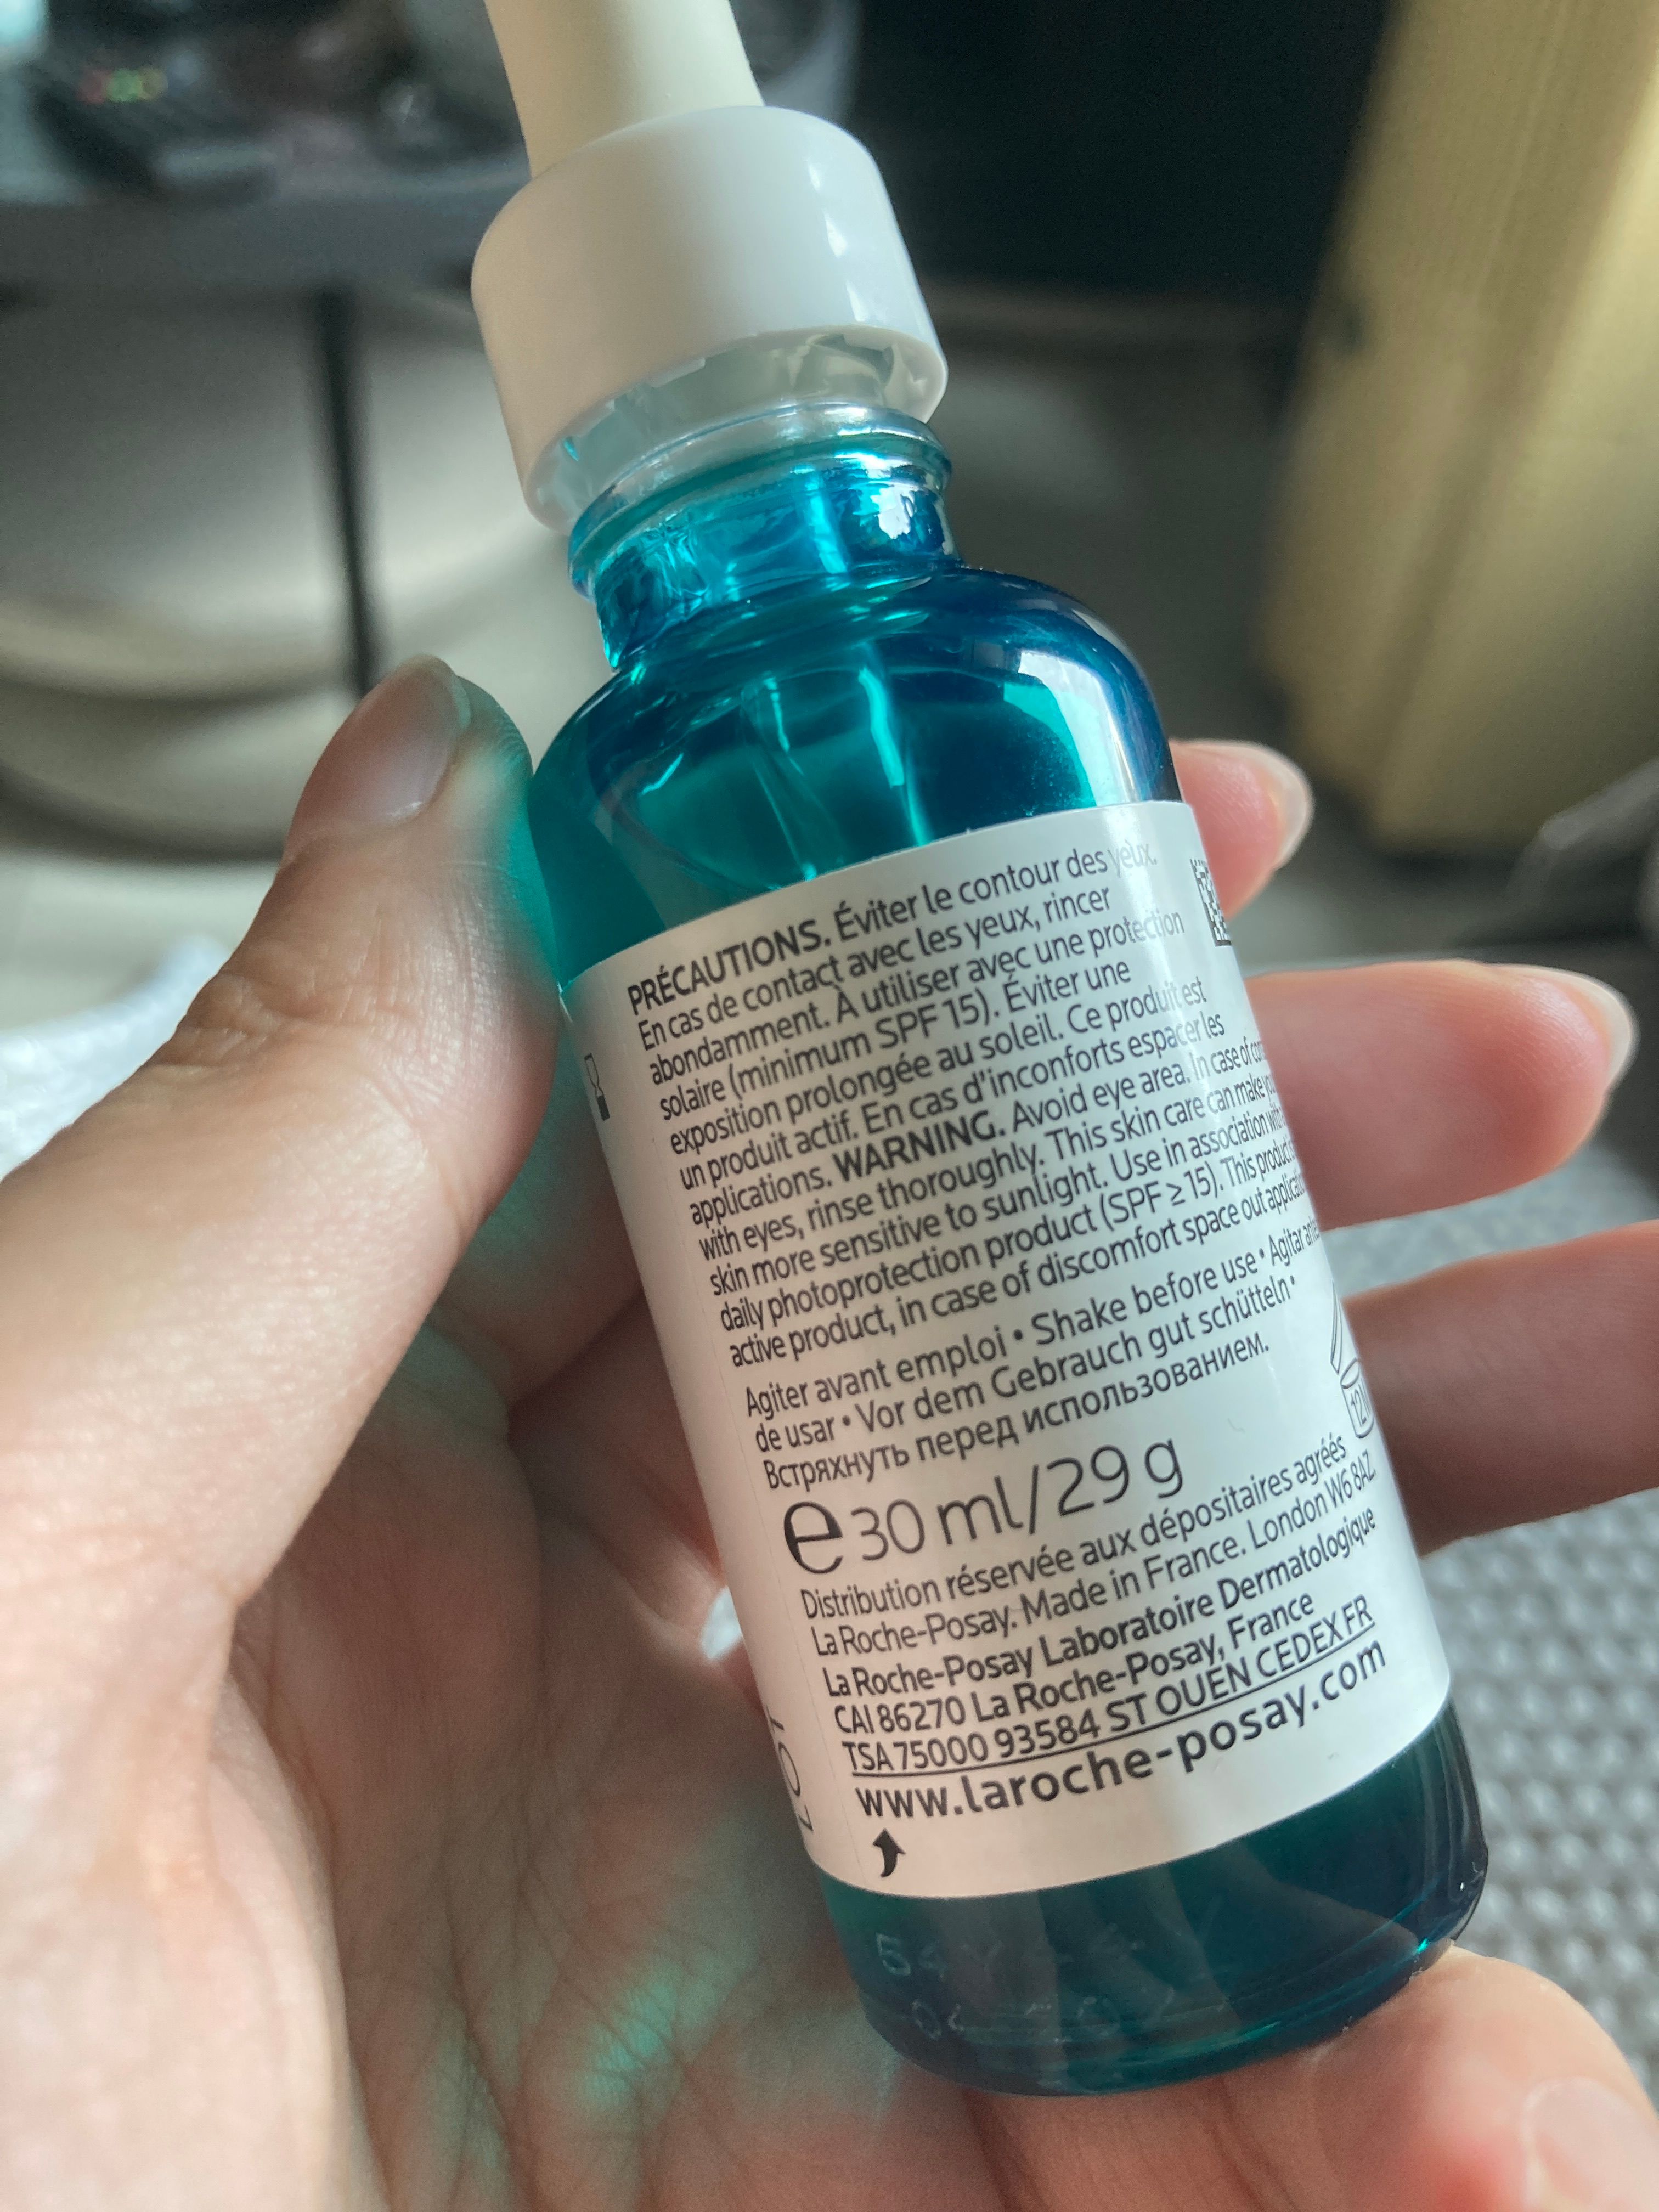 PRÉCAUTIONS. Éviter le contour des yeux.
En cas de contact avec les yeux, rincer
abondamment. À utiliser avec une protection
solaire (minimum SPF 15). Éviter une
exposition prolongée au soleil. Ce produit est
un produit actif. En cas d'inconforts espacer les
applications. WARNING. Avoid eye area. In case of
with eyes, rinse thoroughly. This skin care can make
skin more sensitive to sunlight. Use in association
daily photoprotection product (SPF ≥ 15). This product
active product, in case of discomfort space out
Agiter avant emploi • Shake before use • Agitar
de usar • Vor dem Gebrauch gut schütteln •
Встряхнуть перед использованием.
e 30 ml/29 g
Distribution réservée aux dépositaires agréés
La Roche-Posay. Made in France. London W6 8AZ.
La Roche-Posay Laboratoire Dermatologique
CAI 86270 La Roche-Posay, France
TSA 75000 93584 ST OUEN CEDEX FR
www.laroche-posay.com
LOT